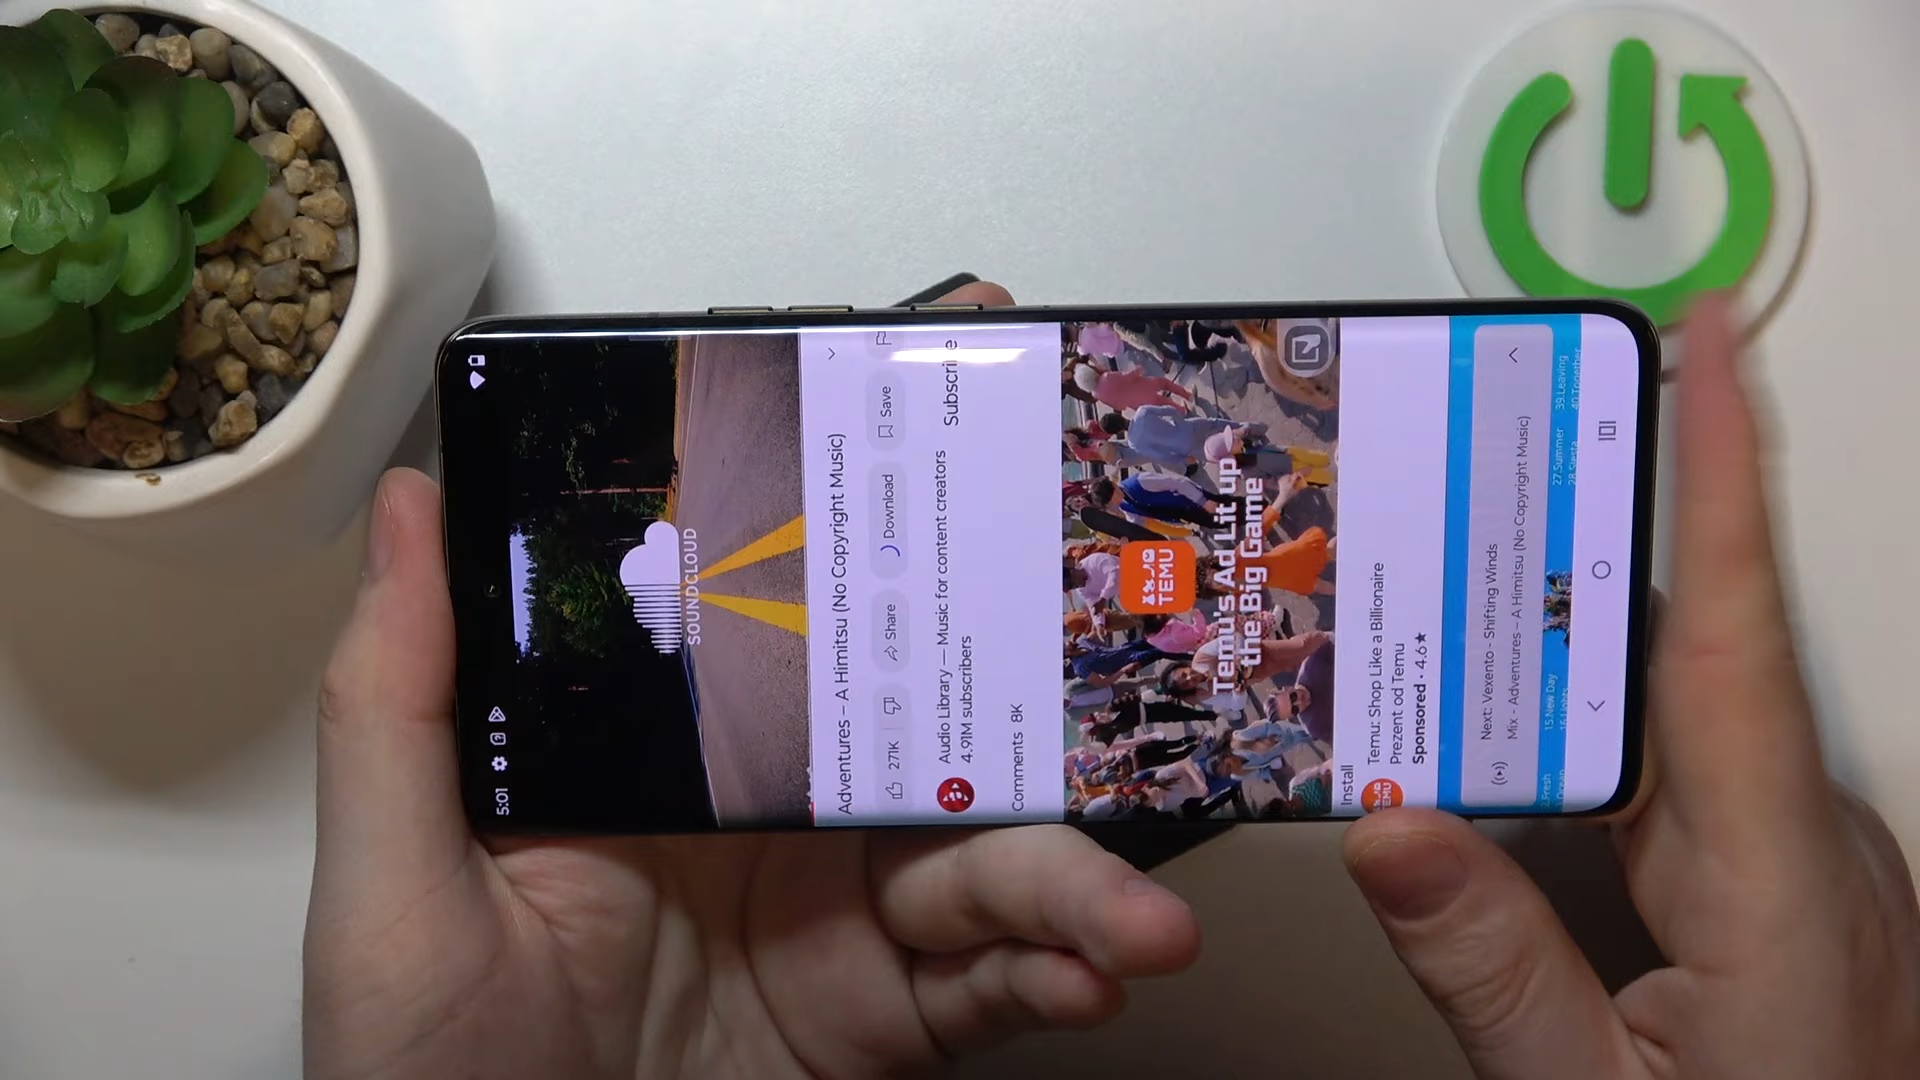 5:01
SOUNDCLOUD
Adventures – A Himitsu (No Copyright Music)
271K
Share
Download
Save
Audio Library — Music for content creators
4.91M subscribers
Subscribe
Comments 8K
TEMU
Temu's Ad Lit up
the Big Game
Install
TEMU
Temu: Shop Like a Billionaire
Prezent od Temu
Sponsored · 4.6★
Next: Vexento - Shifting Winds
Mix - Adventures – A Himitsu (No Copyright Music)
15.New Day
27.Summer
28.Siesta
39.Leaving
40.Together